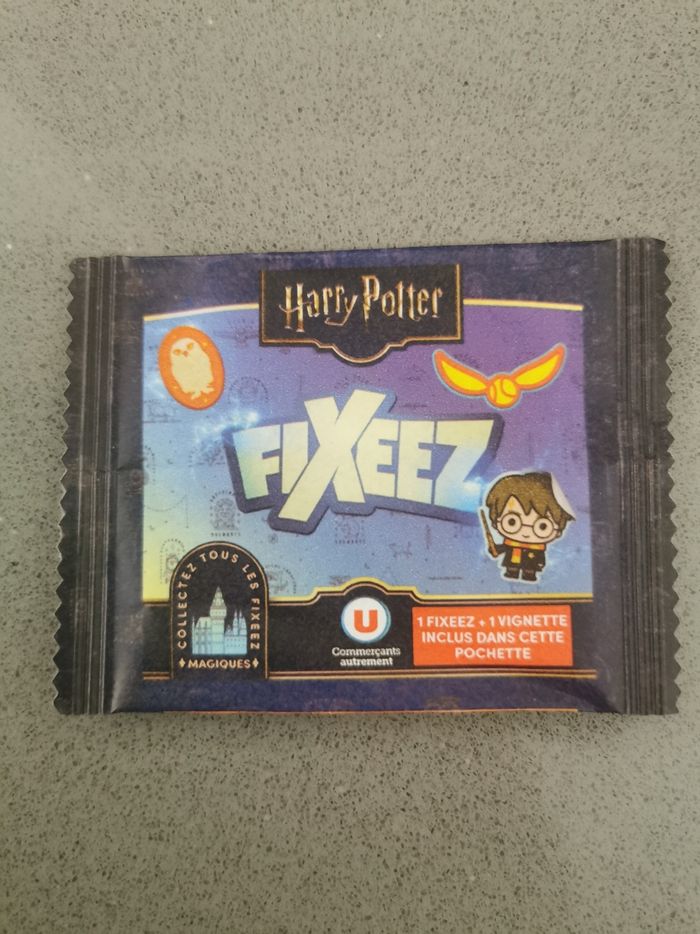 Harry Potter
FIXEEZ
COLLECTEZ TOUS LES FIXEEZ
MAGIQUES
U
Commerçants
autrement
1 FIXEEZ + 1 VIGNETTE
INCLUS DANS CETTE
POCHETTE